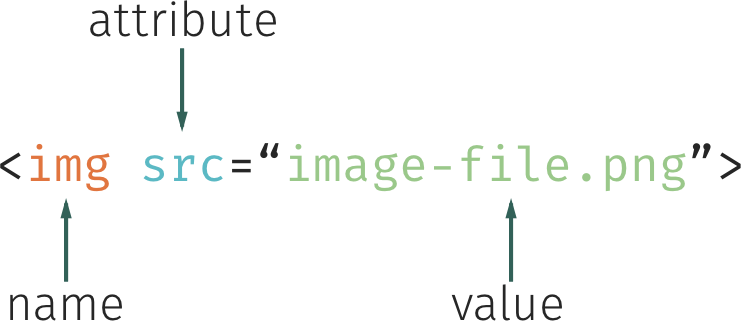 attribute
<img src=“image-file.png”>
name value